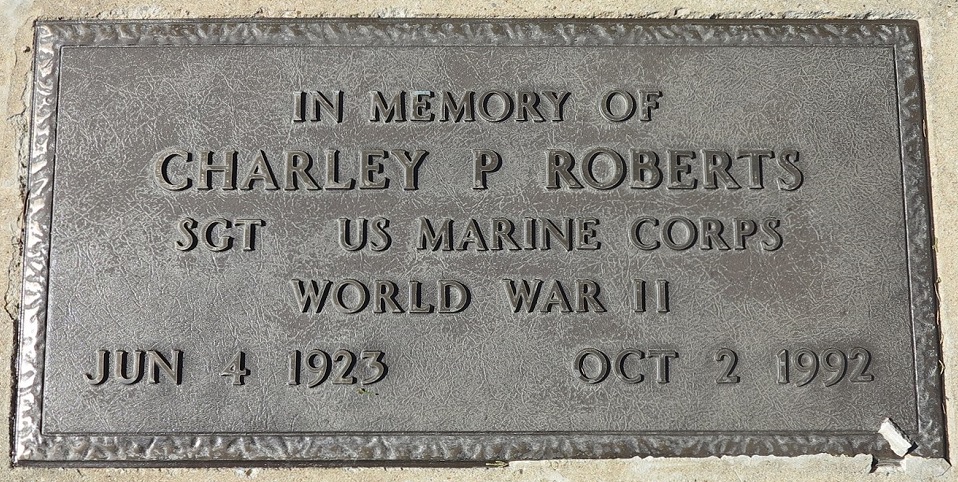 IN MEMORY OF
CHARLEY P ROBERTS
SGT US MARINE CORPS
WORLD WAR II
JUN 4 1923 OCT 2 1992